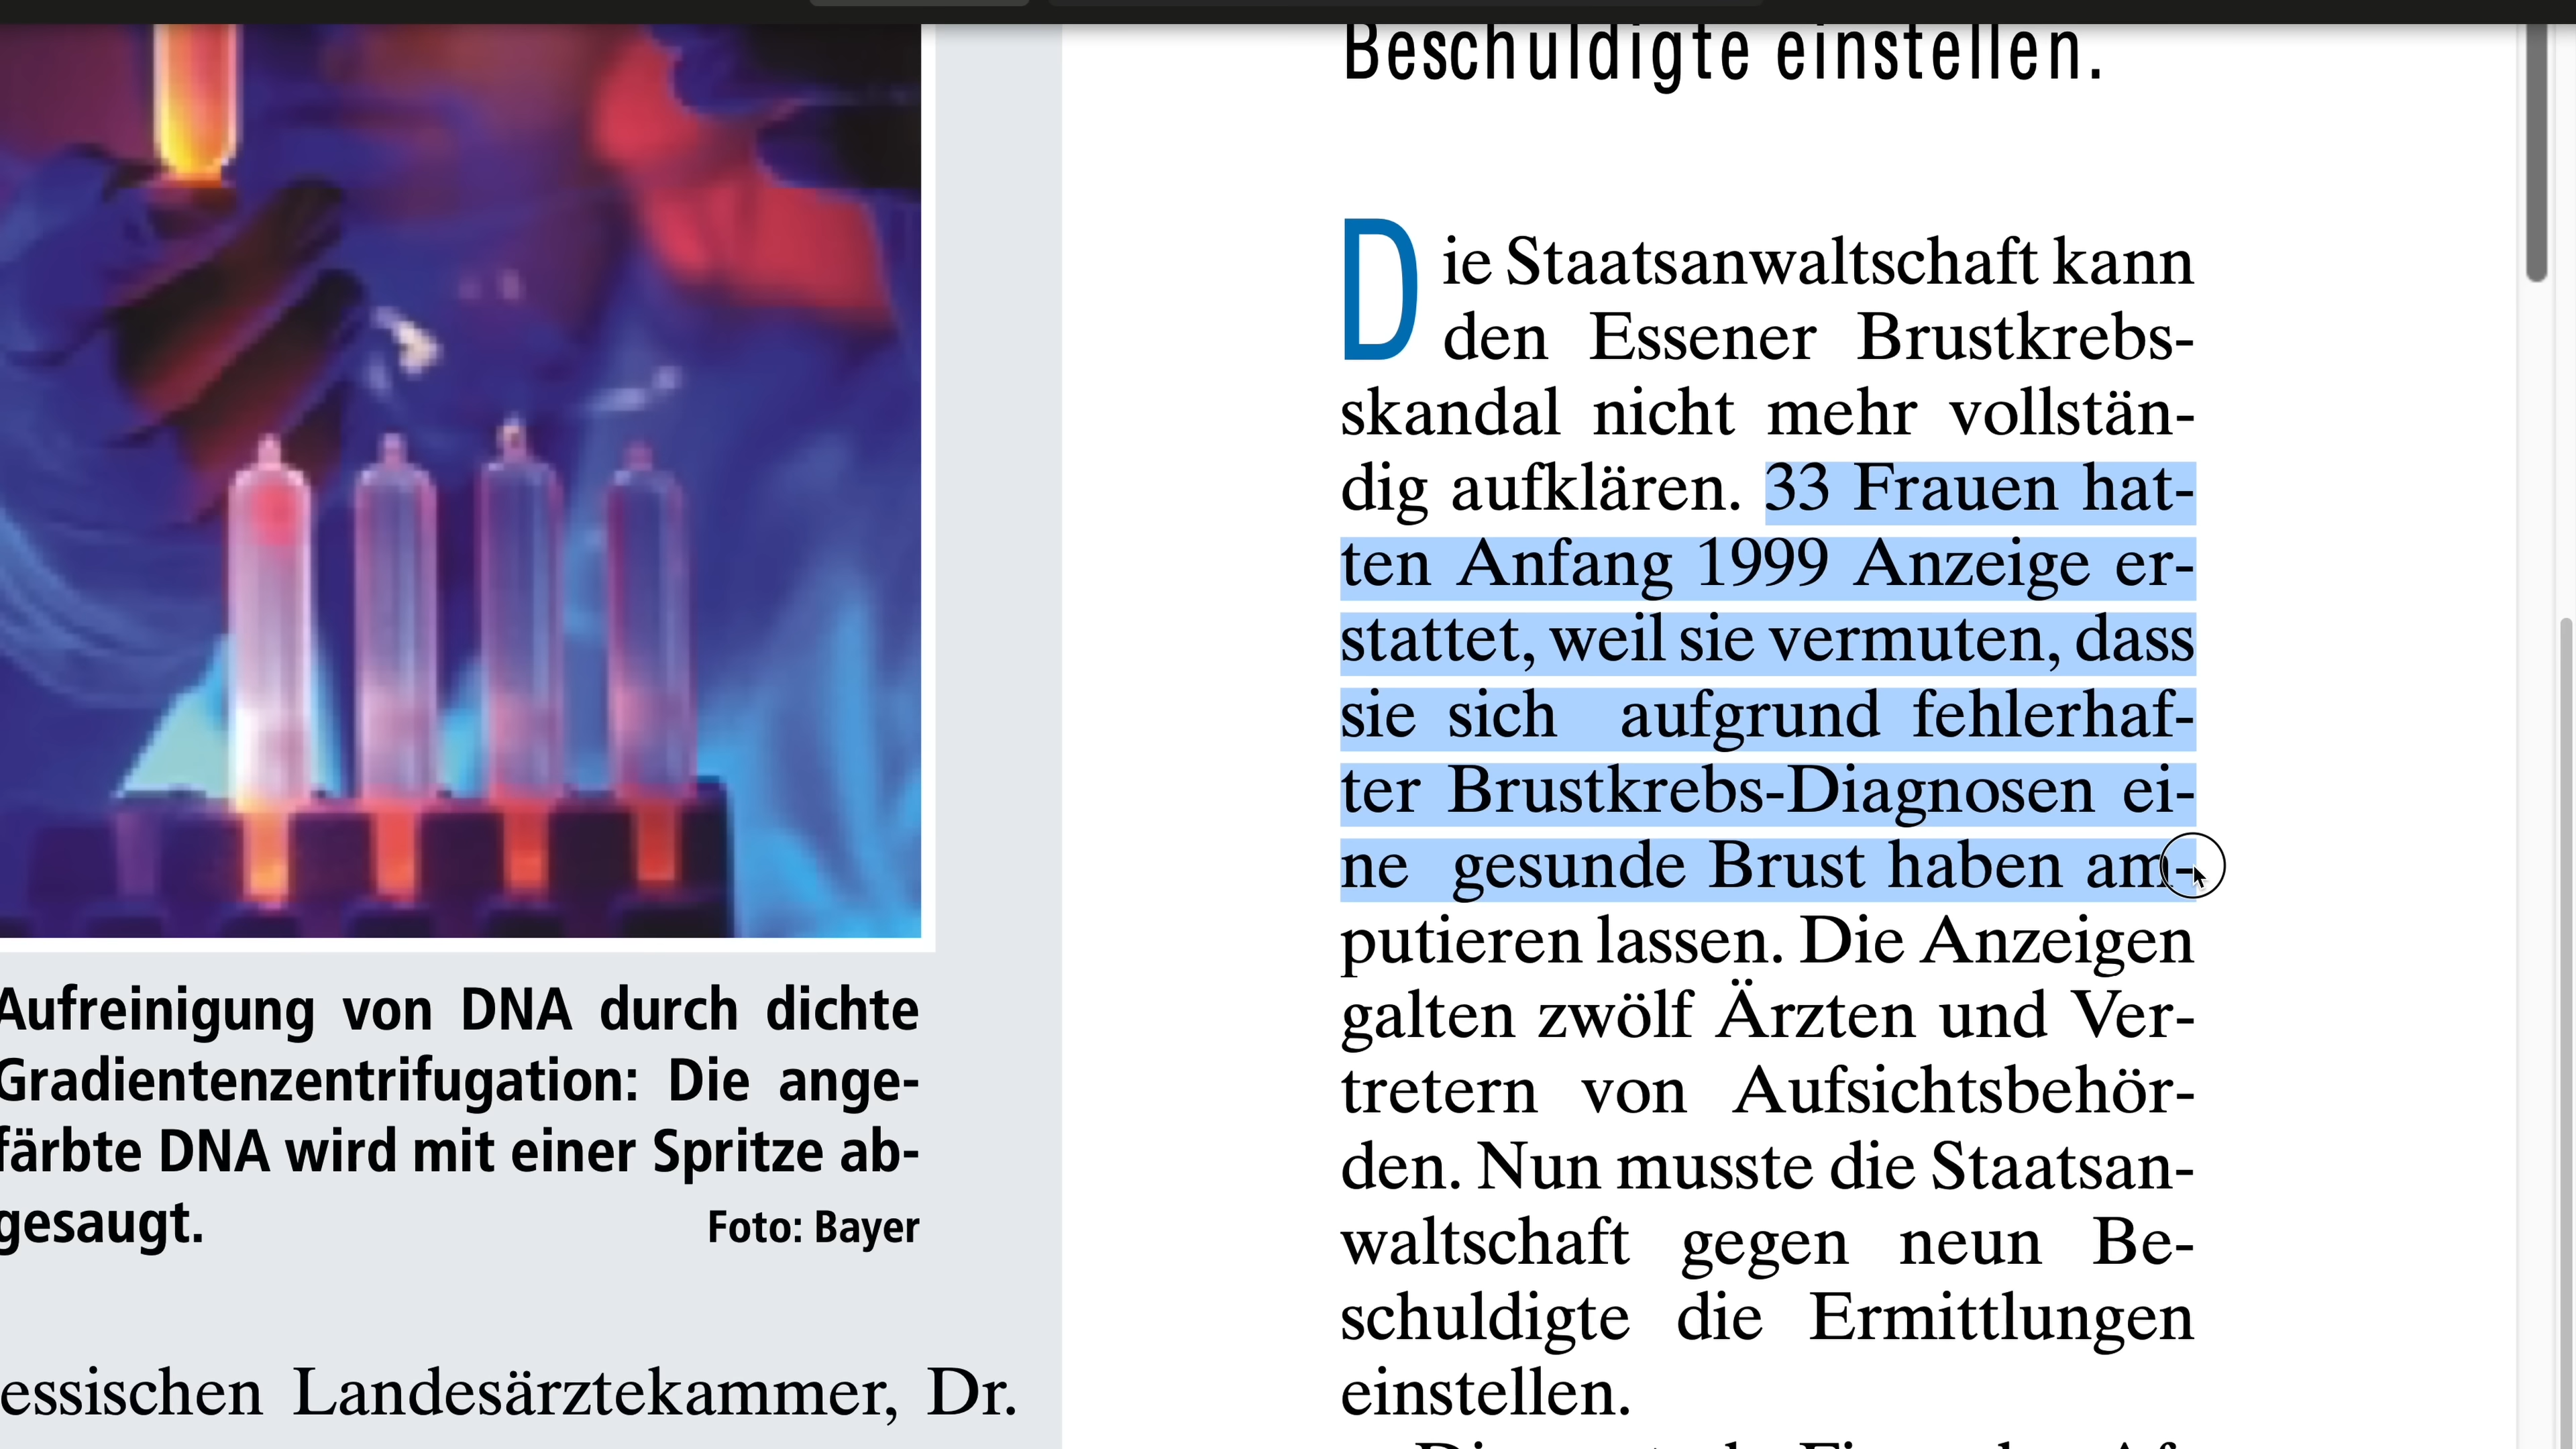 Aufreinigung von DNA durch dichte
Gradientenzentrifugation: Die ange-
färbte DNA wird mit einer Spritze ab-
gesaugt. Foto: Bayer
essischen Landesärztekammer, Dr.
Beschuldigte einstellen.
Die Staatsanwaltschaft kann
den Essener Brustkrebs-
skandal nicht mehr vollstän-
dig aufklären. 33 Frauen hat-
ten Anfang 1999 Anzeige er-
stattet, weil sie vermuten, dass
sie sich aufgrund fehlerhaf-
ter Brustkrebs-Diagnosen ei-
ne gesunde Brust haben am-
putieren lassen. Die Anzeigen
galten zwölf Ärzten und Ver-
tretern von Aufsichtsbehör-
den. Nun musste die Staatsan-
waltschaft gegen neun Be-
schuldigte die Ermittlungen
einstellen.